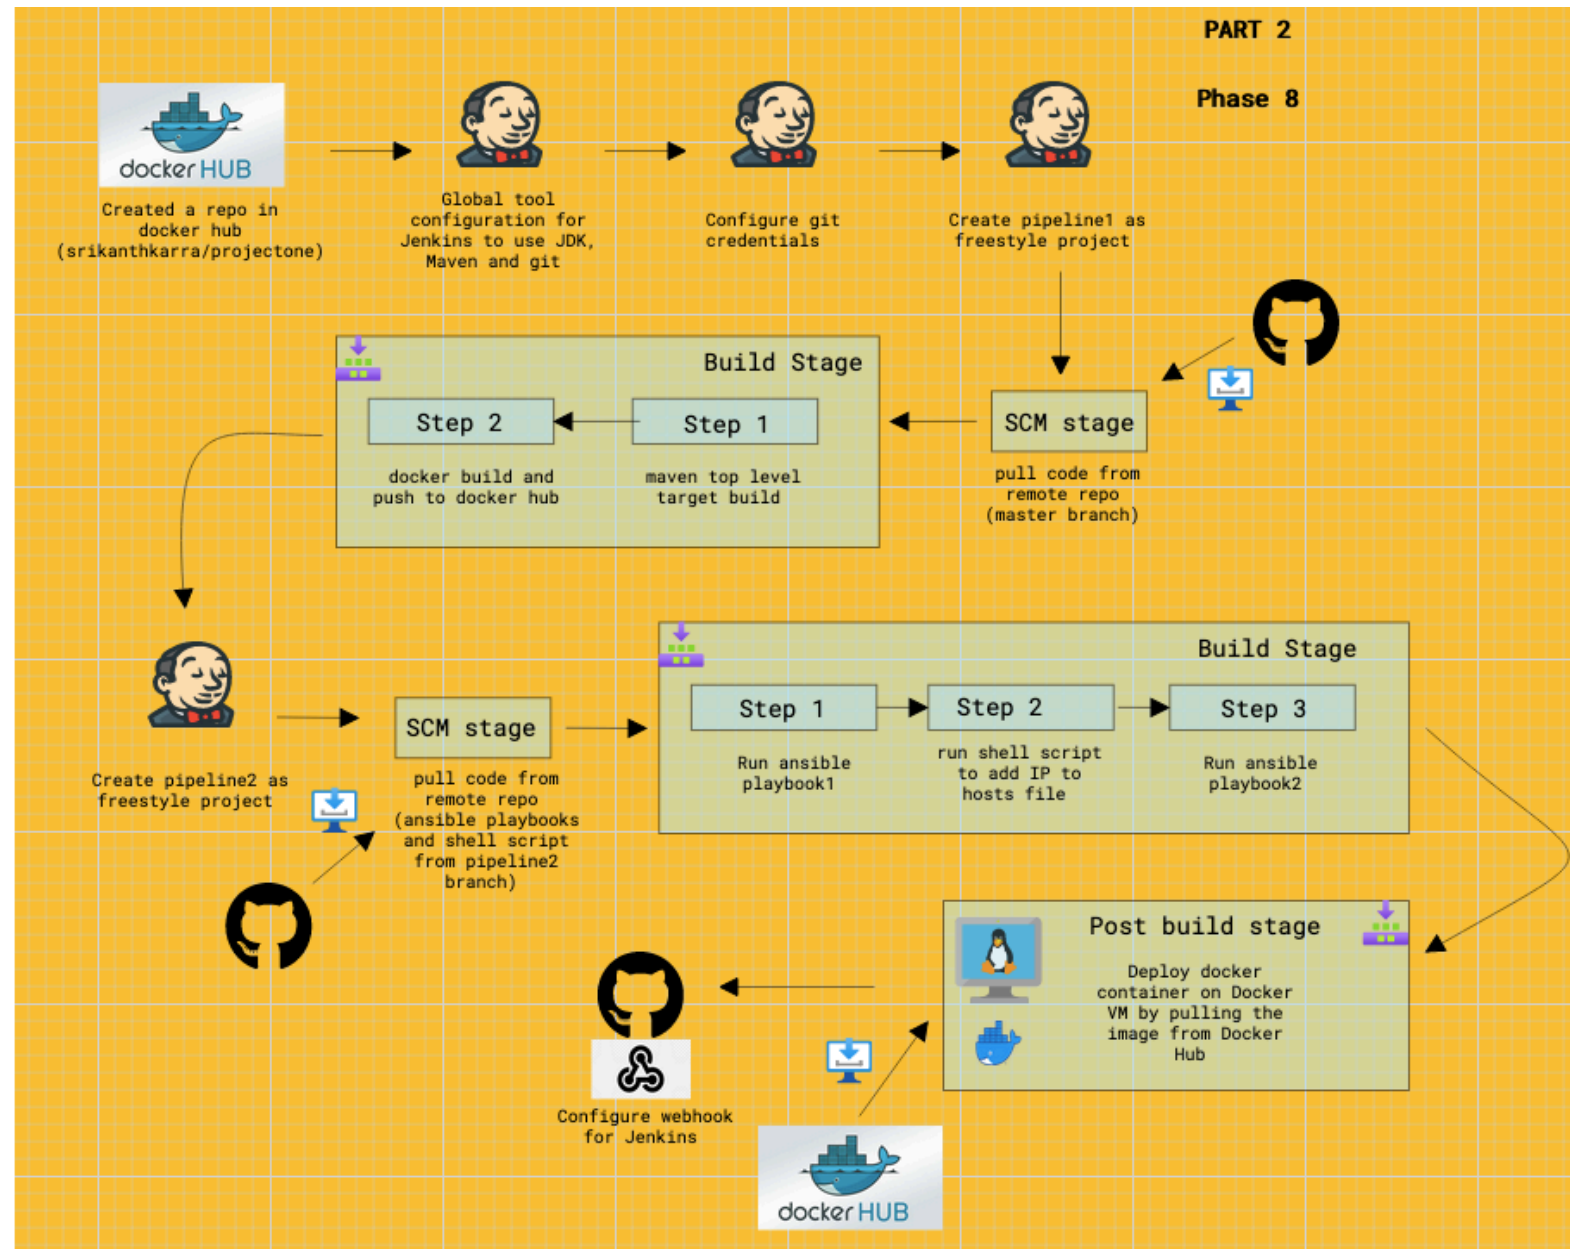 PART 2
Phase 8
docker HUB
Created a repo in
docker hub
(srikanthkarra/projectone)
Global tool
configuration for
Jenkins to use JDK,
Maven and git
Configure git
credentials
Create pipeline1 as
freestyle project
Build Stage
Step 2
Step 1
SCM stage
docker build and
push to docker hub
maven top level
target build
pull code from
remote repo
(master branch)
Create pipeline2 as
freestyle project
SCM stage
pull code from
remote repo
(ansible playbooks
and shell script
from pipeline2
branch)
Build Stage
Step 1
Step 2
Step 3
Run ansible
playbook1
run shell script
to add IP to
hosts file
Run ansible
playbook2
Post build stage
Deploy docker
container on Docker
VM by pulling the
image from Docker
Hub
Configure webhook
for Jenkins
docker HUB